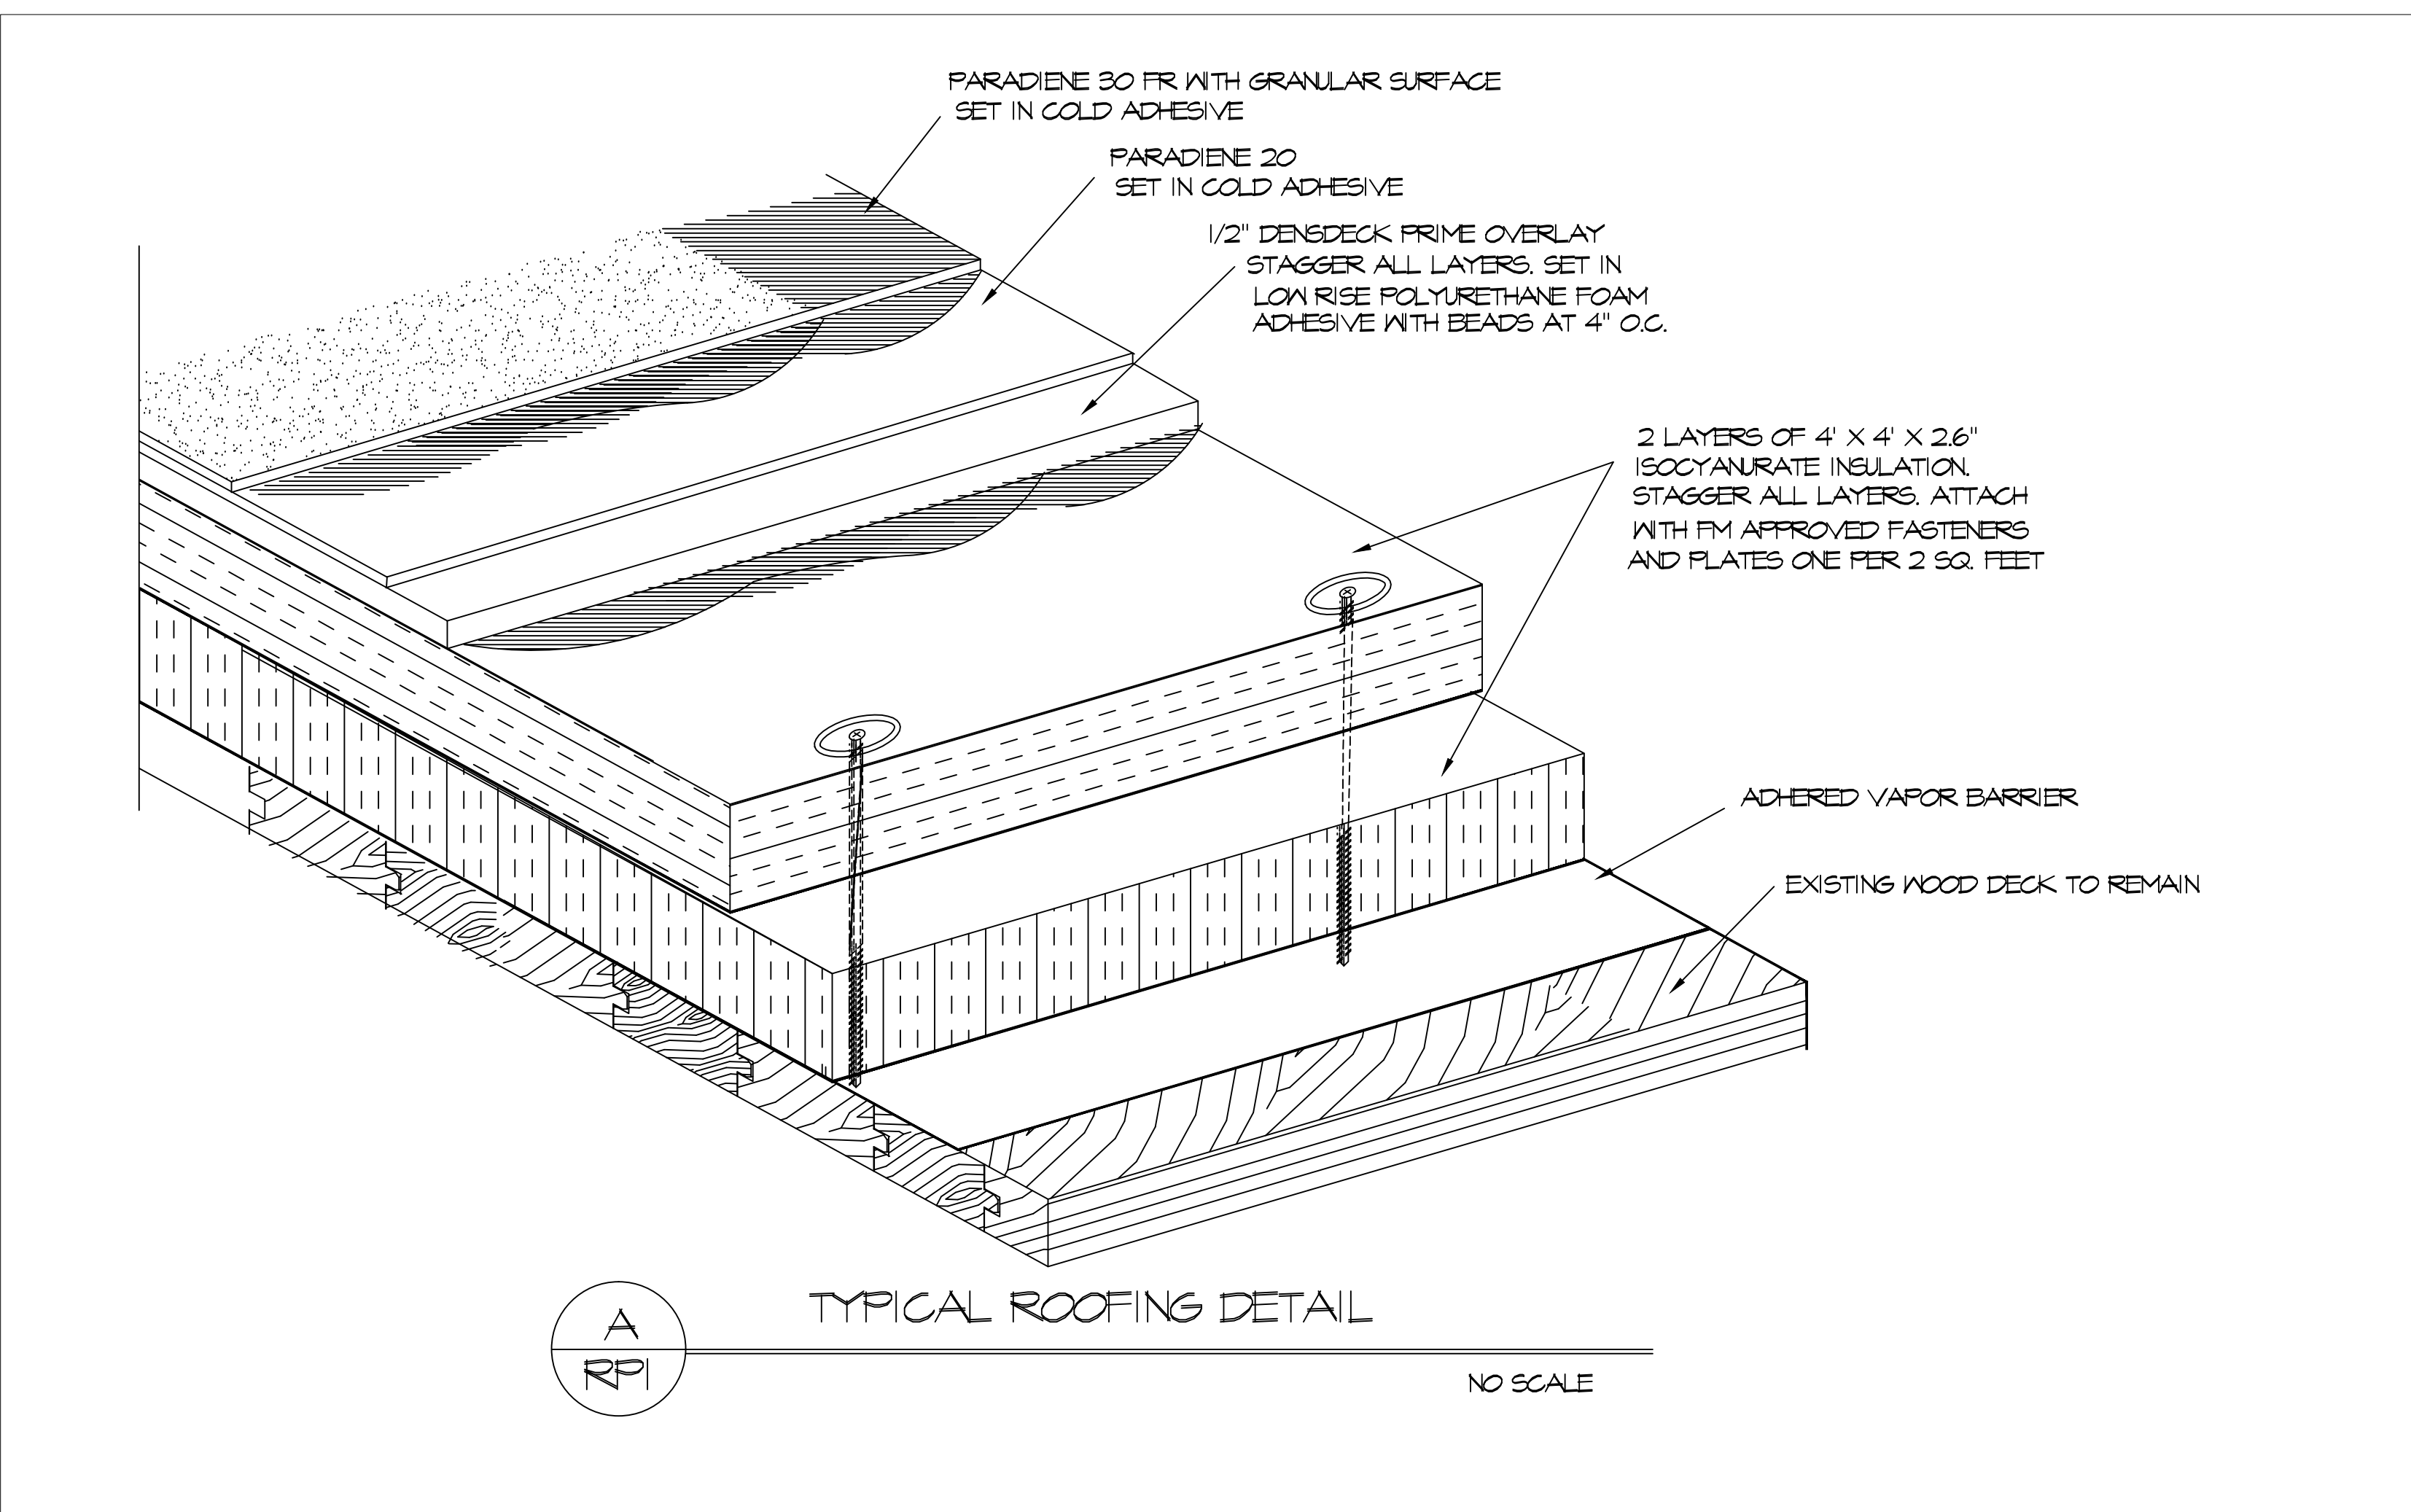 PARADIENE 30 FR WITH GRANULAR SURFACE
SET IN COLD ADHESIVE
PARADIENE 20
SET IN COLD ADHESIVE
1/2" DENSDECK PRIME OVERLAY
STAGGER ALL LAYERS. SET IN
LOW RISE POLYURETHANE FOAM
ADHESIVE WITH BEADS AT 4" O.C.
2 LAYERS OF 4' X 4' X 2.6"
ISOCYANURATE INSULATION.
STAGGER ALL LAYERS. ATTACH
WITH FM APPROVED FASTENERS
AND PLATES ONE PER 2 SQ. FEET
ADHERED VAPOR BARRIER
EXISTING WOOD DECK TO REMAIN
A
RP1
TYPICAL ROOFING DETAIL
NO SCALE